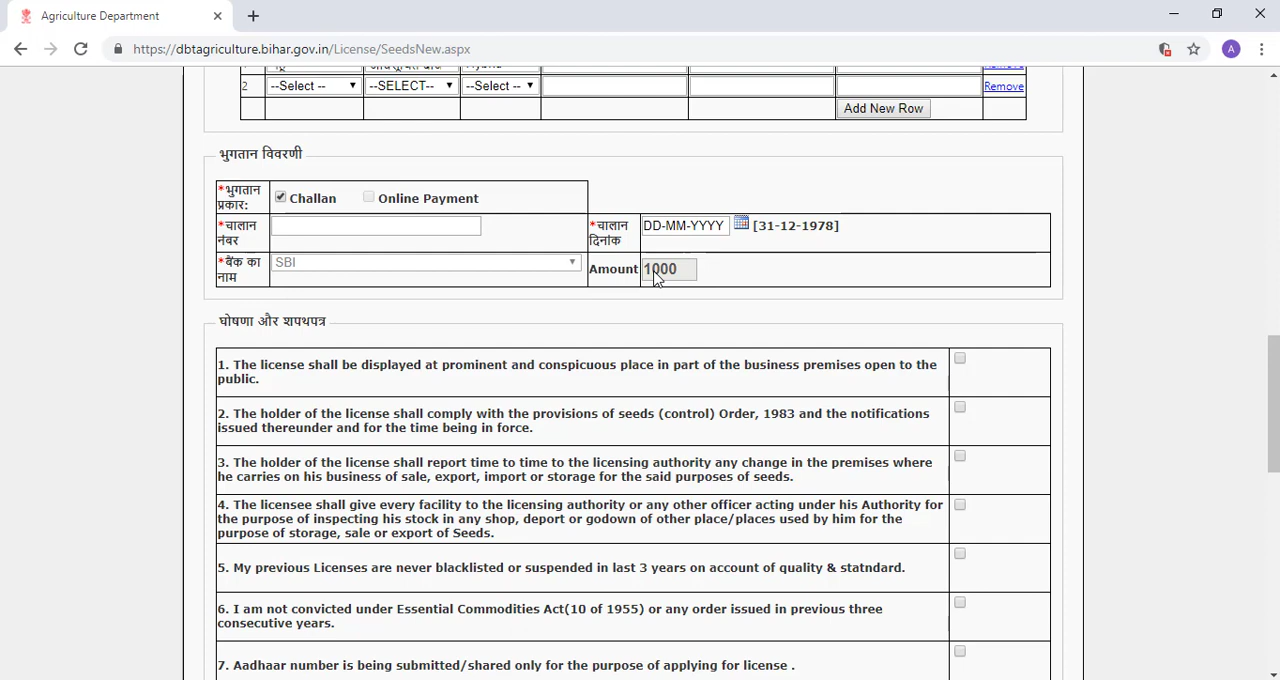 Agriculture Department
https://dbtagriculture.bihar.gov.in/License/SeedsNew.aspx
A
2 --Select -- --SELECT-- --Select -- Remove
Add New Row
भुगतान विवरणी
*भुगतान प्रकार: Challan Online Payment
*चालान नंबर *चालान दिनांक DD-MM-YYYY [31-12-1978]
*बैंक का नाम SBI Amount 1000
घोषणा और शपथपत्र
1. The license shall be displayed at prominent and conspicuous place in part of the business premises open to the
public.
2. The holder of the license shall comply with the provisions of seeds (control) Order, 1983 and the notifications
issued thereunder and for the time being in force.
3. The holder of the license shall report time to time to the licensing authority any change in the premises where
he carries on his business of sale, export, import or storage for the said purposes of seeds.
4. The licensee shall give every facility to the licensing authority or any other officer acting under his Authority for
the purpose of inspecting his stock in any shop, deport or godown of other place/places used by him for the
purpose of storage, sale or export of Seeds.
5. My previous Licenses are never blacklisted or suspended in last 3 years on account of quality & statndard.
6. I am not convicted under Essential Commodities Act(10 of 1955) or any order issued in previous three
consecutive years.
7. Aadhaar number is being submitted/shared only for the purpose of applying for license .